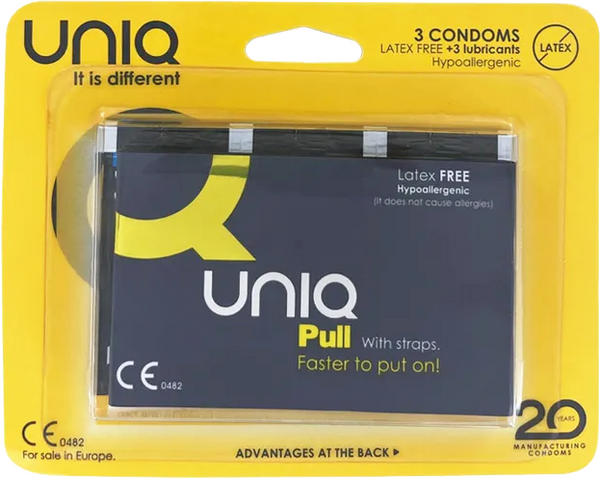 UNIQ
It is different
3 CONDOMS
LATEX FREE +3 lubricants
Hypoallergenic
LATEX
Latex FREE
Hypoallergenic
(It does not cause allergies)
UNIQ
Pull With straps.
Faster to put on!
CE 0482
CE 0482
For sale in Europe.
ADVANTAGES AT THE BACK ▶
20 YEARS
MANUFACTURING
CONDOMS